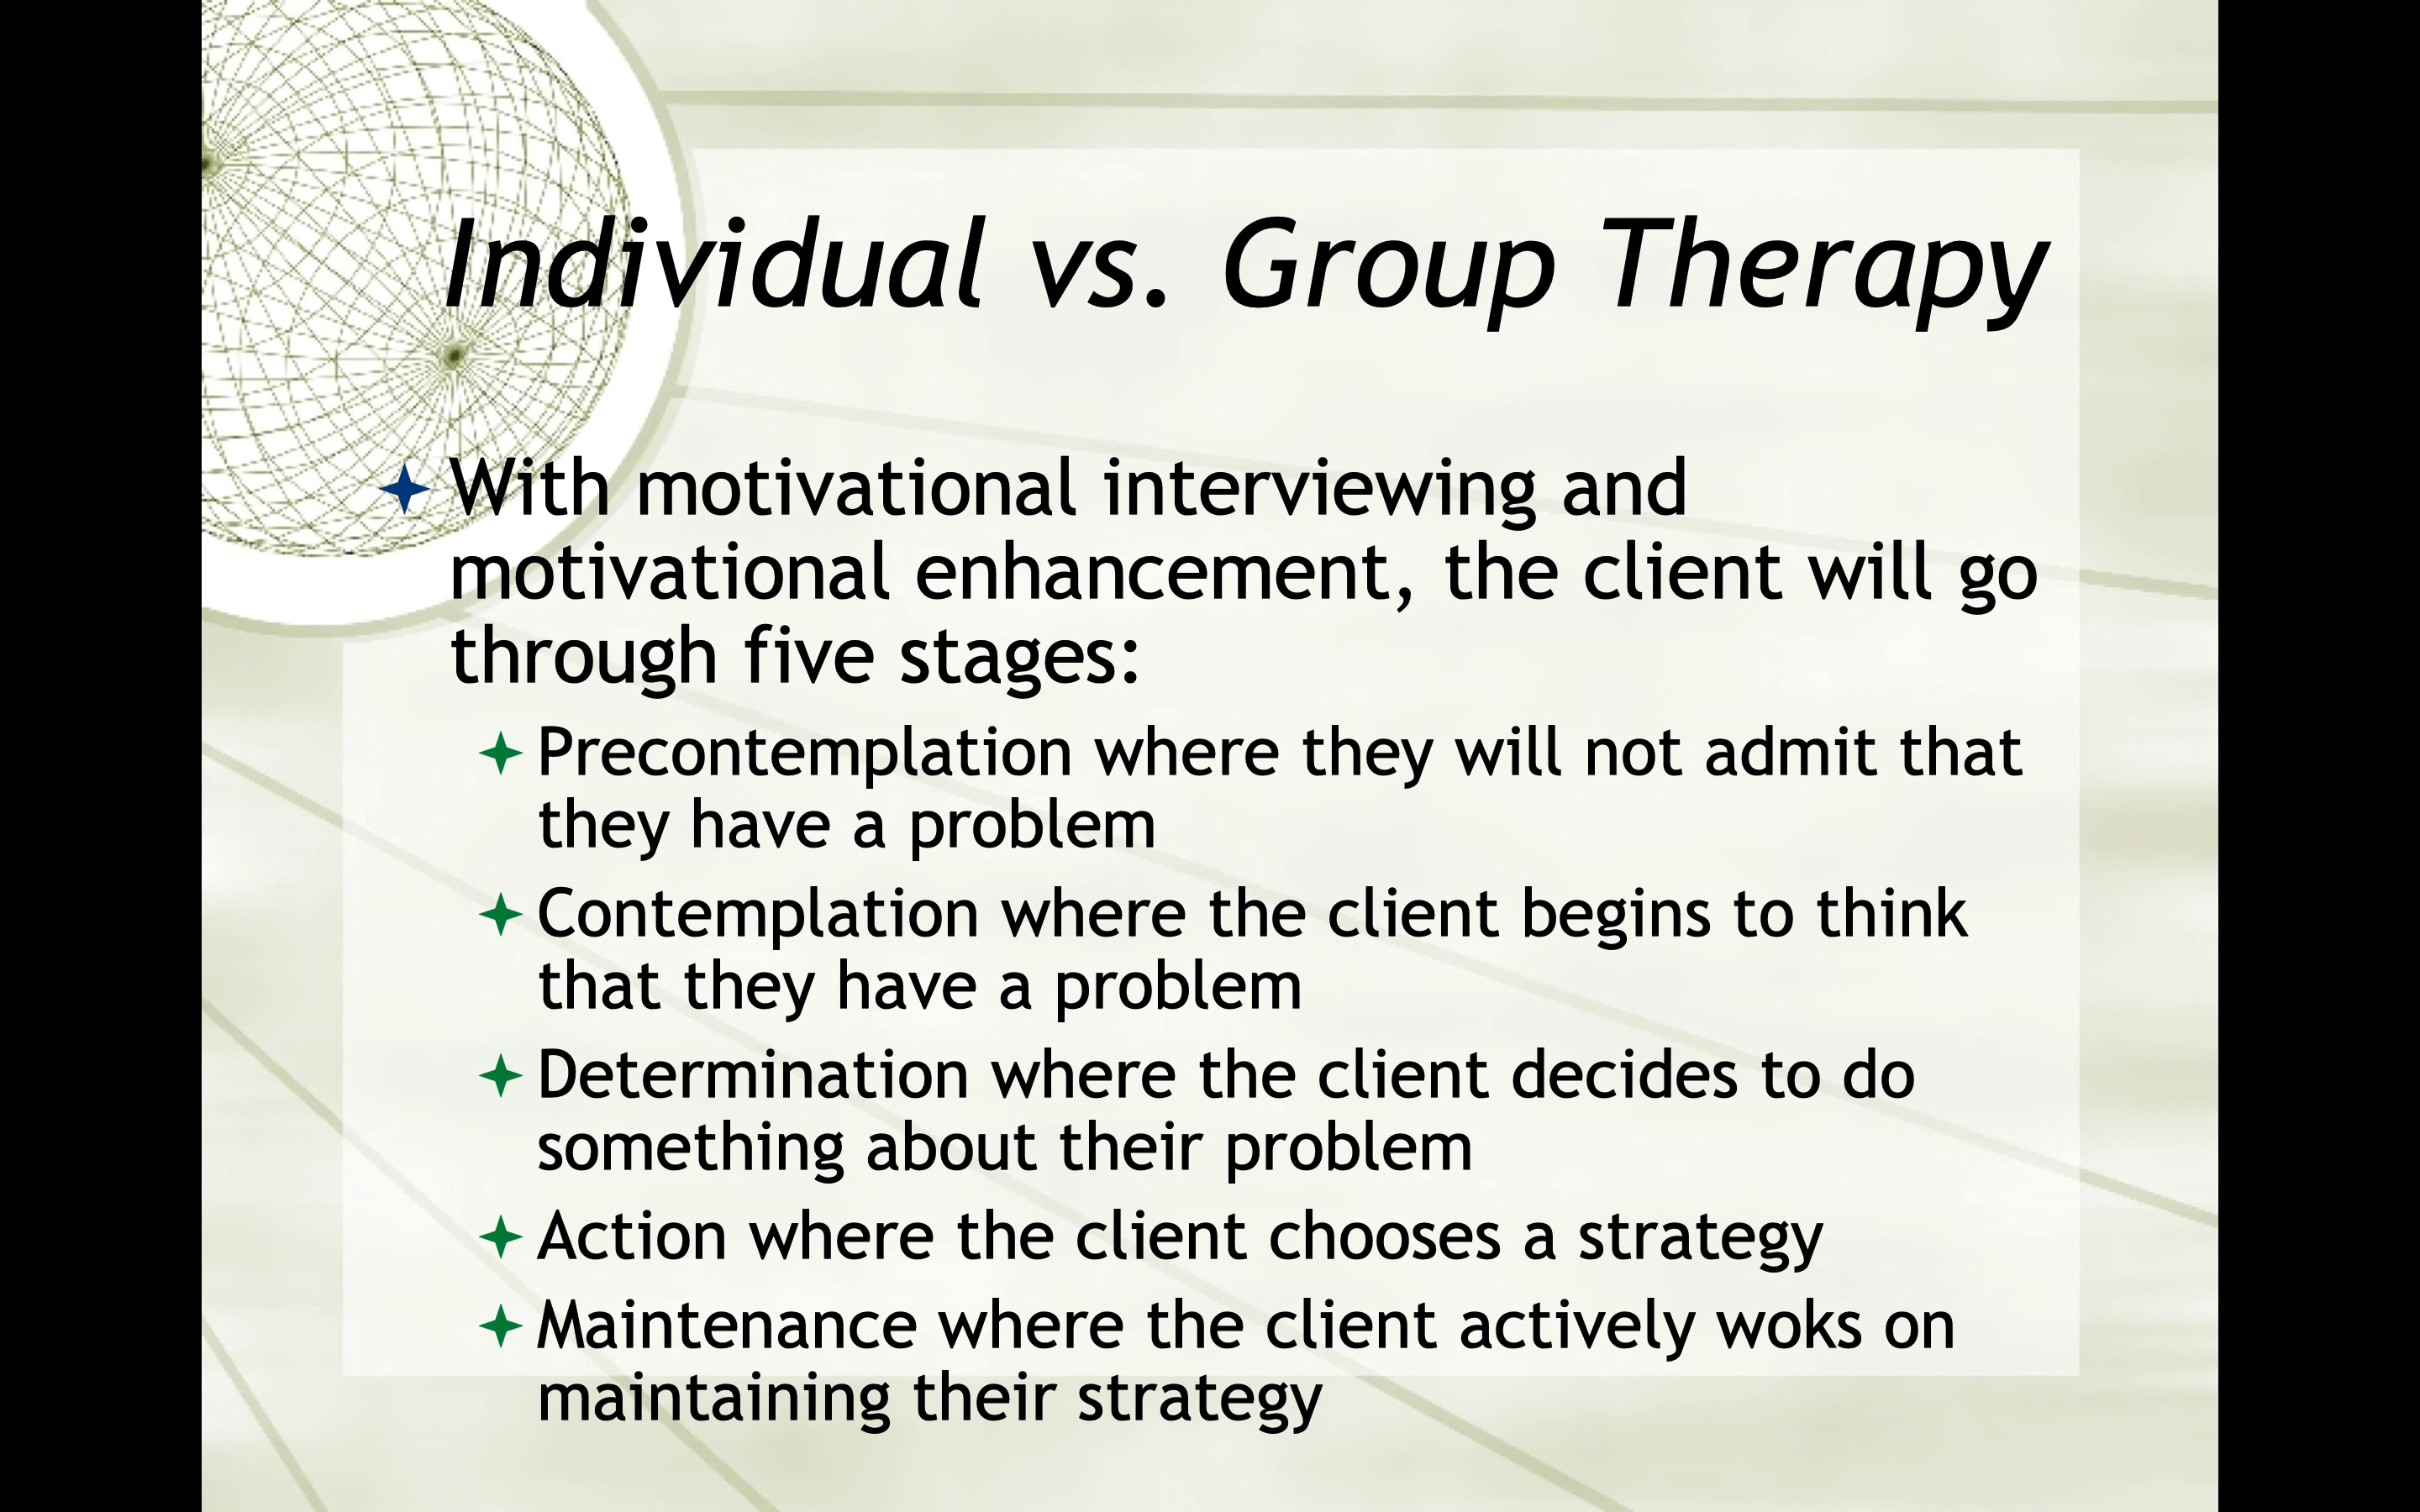 Individual vs. Group Therapy
With motivational interviewing and
motivational enhancement, the client will go
through five stages:
Precontemplation where they will not admit that
they have a problem
Contemplation where the client begins to think
that they have a problem
Determination where the client decides to do
something about their problem
Action where the client chooses a strategy
Maintenance where the client actively woks on
maintaining their strategy